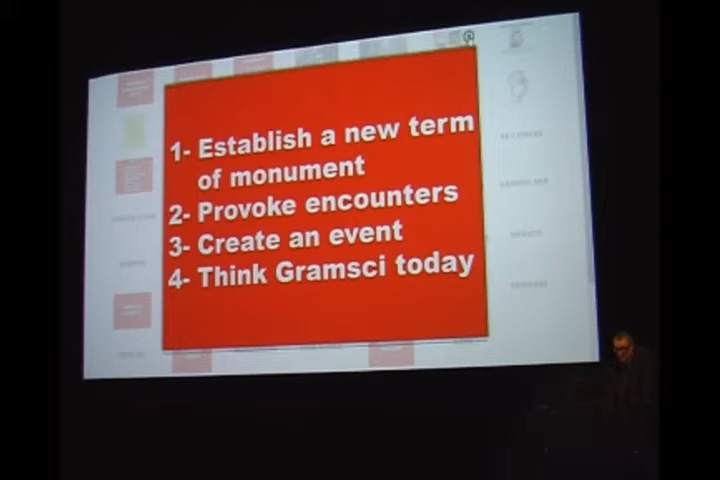 1- Establish a new term
of monument
2- Provoke encounters
3- Create an event
4- Think Gramsci today